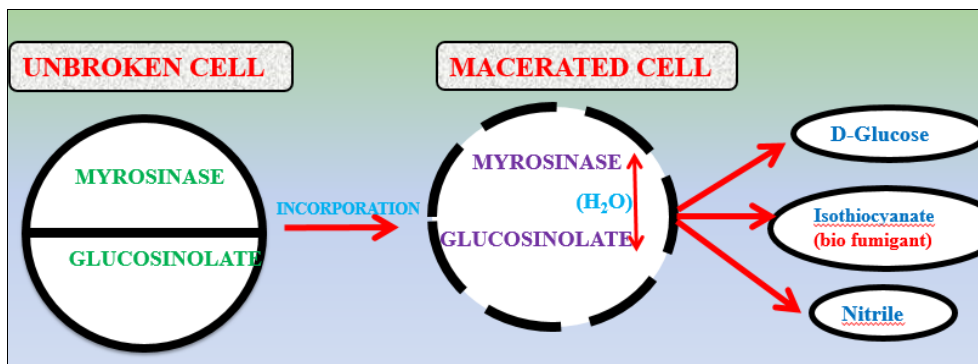 UNBROKEN CELL
MACERATED CELL
MYROSINASE
GLUCOSINOLATE
INCORPORATION
MYROSINASE
(H₂O)
GLUCOSINOLATE
D-Glucose
Isothiocyanate
(bio fumigant)
Nitrile